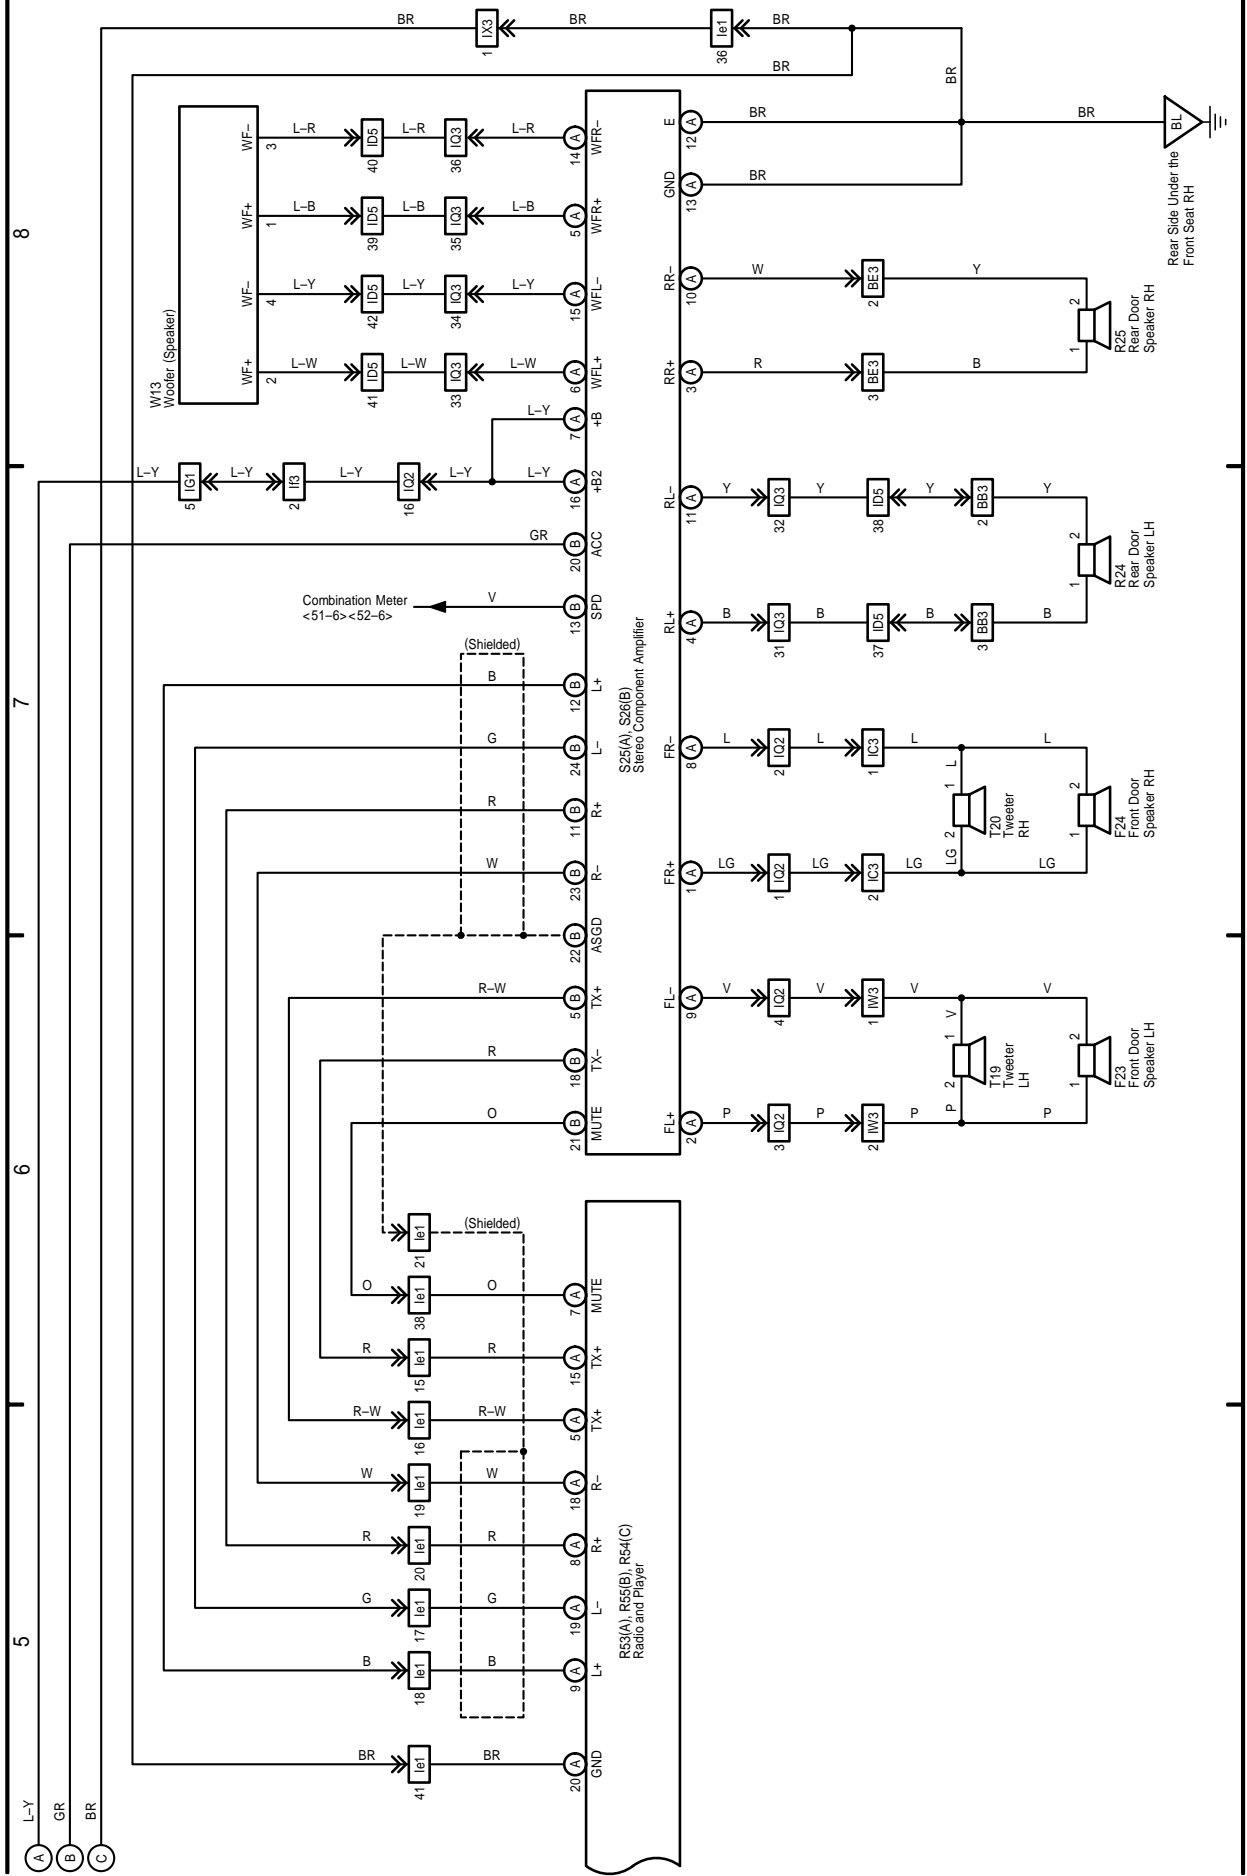 BR
IX3
1
BR
Ie1
36
BR
BR
BR
8
W13
Woofer (Speaker)
WF−
3
L−R
ID5
40
L−R
IQ3
36
L−R
A
14
WFR−
WF+
1
L−B
ID5
39
L−B
IQ3
35
L−B
A
5
WFR+
WF−
4
L−Y
ID5
42
L−Y
IQ3
34
L−Y
A
15
WFL−
WF+
2
L−W
ID5
41
L−W
IQ3
33
L−W
A
6
WFL+
L−Y
A
7
+B
L−Y
IG1
5
L−Y
If3
2
L−Y
IQ2
16
L−Y
L−Y
A
16
+B2
GR
B
20
ACC
Combination Meter
<51−6><52−6>
V
B
13
SPD
(Shielded)
7
B
B
12
L+
G
B
24
L−
R
B
11
R+
W
B
23
R−
B
22
ASGD
R−W
B
5
TX+
R
B
18
TX−
O
B
21
MUTE
S25(A), S26(B)
Stereo Component Amplifier
E
A
12
BR
BR
BL
Rear Side Under the
Front Seat RH
GND
A
13
BR
RR−
A
10
W
BE3
2
Y
2
RR+
A
3
R
BE3
3
B
1
R25
Rear Door
Speaker RH
RL−
A
11
Y
IQ3
32
Y
ID5
38
Y
BB3
2
Y
2
RL+
A
4
B
IQ3
31
B
ID5
37
B
BB3
3
B
1
R24
Rear Door
Speaker LH
FR−
A
8
L
IQ2
2
L
IC3
1
L
L
L
1
2
T20
Tweeter
RH
2
1
F24
Front Door
Speaker RH
FR+
A
1
LG
IQ2
1
LG
IC3
2
LG
LG
LG
FL−
A
9
V
IQ2
4
V
IW3
1
V
V
V
1
2
T19
Tweeter
LH
2
1
F23
Front Door
Speaker LH
FL+
A
2
P
IQ2
3
P
IW3
2
P
P
P
6
Ie1
21
(Shielded)
O
Ie1
38
O
A
7
MUTE
R
Ie1
15
R
A
15
TX+
R−W
Ie1
16
R−W
A
5
TX+
W
Ie1
19
W
A
18
R−
R
Ie1
20
R
A
8
R+
5
G
Ie1
17
G
A
19
L−
B
Ie1
18
B
A
9
L+
BR
Ie1
41
BR
A
20
GND
R53(A), R55(B), R54(C)
Radio and Player
L−Y
A
GR
B
BR
C